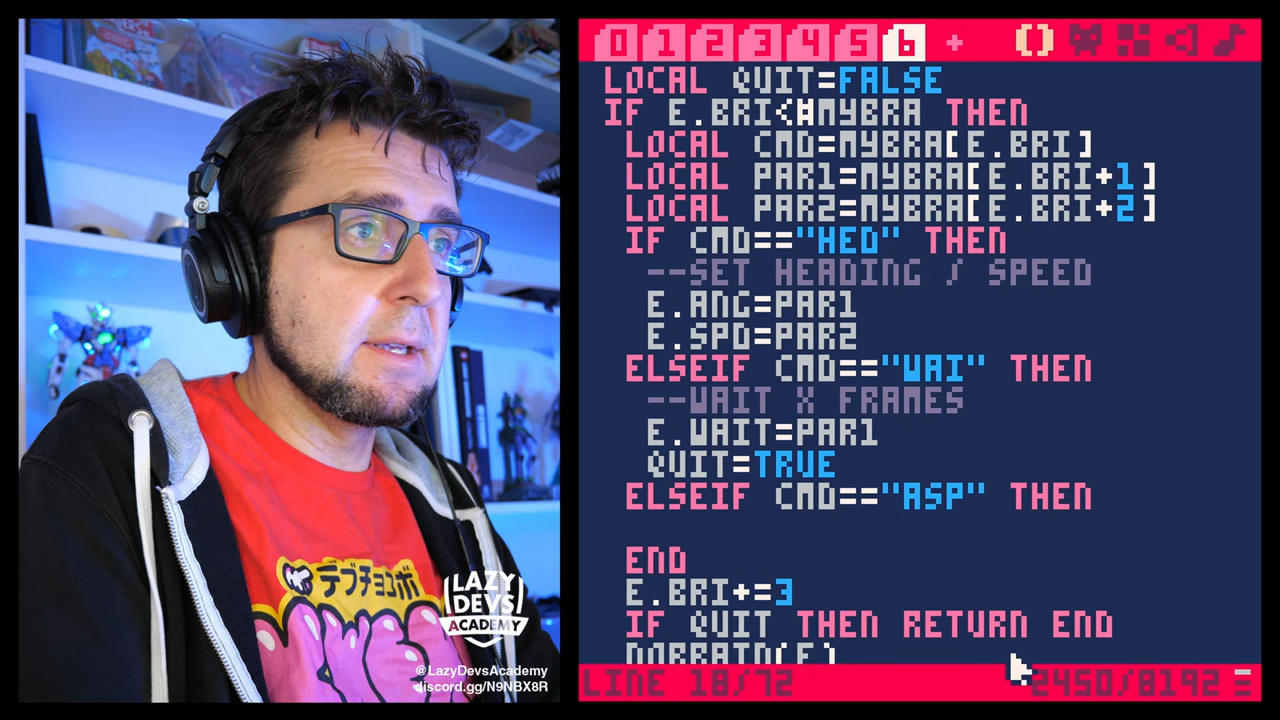 0 1 2 3 4 5 6 +
LOCAL QUIT=FALSE
IF E.BRI<#MYBRA THEN
LOCAL CMD=MYBRA[E.BRI]
LOCAL PAR1=MYBRA[E.BRI+1]
LOCAL PAR2=MYBRA[E.BRI+2]
IF CMD=="HED" THEN
--SET HEADING / SPEED
E.ANG=PAR1
E.SPD=PAR2
ELSEIF CMD=="WAI" THEN
--WAIT X FRAMES
E.WAIT=PAR1
QUIT=TRUE
ELSEIF CMD=="ASP" THEN
END
E.BRI+=3
IF QUIT THEN RETURN END
LINE 18/72
2450/8192
デブチョコボ
LAZY
DEVS
ACADEMY
@LazyDevsAcademy
discord.gg/N9NBX8R